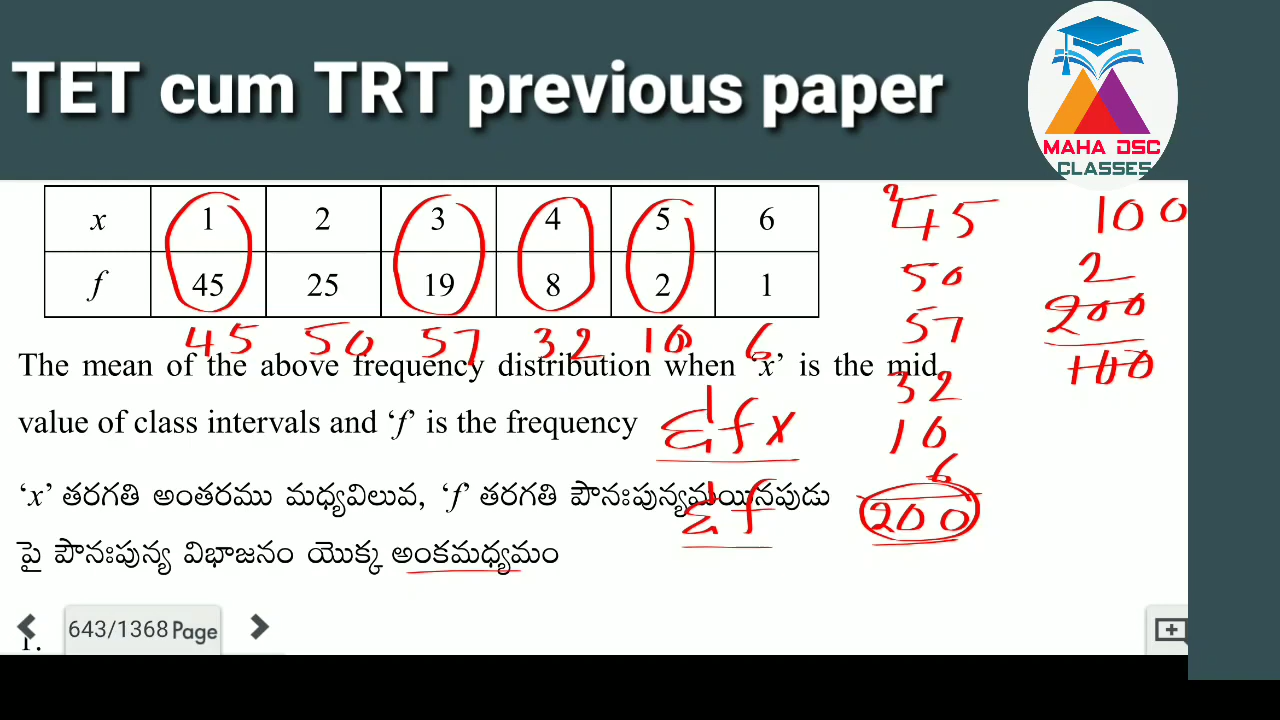 TET cum TRT previous paper
MAHA DSC
CLASSES
x 1 2 3 4 5 6
f 45 25 19 8 2 1
45 50 57 32 10 6
The mean of the above frequency distribution when ‘x’ is the mid
value of class intervals and ‘f’ is the frequency
‘x’ తరగతి అంతరము మధ్యవిలువ, ‘f’ తరగతి పౌనఃపున్యమయినపుడు
పై పౌనఃపున్య విభాజనం యొక్క అంకమధ్యమం
Σfx
Σf
2
45
50
57
32
10
6
200
100
2
200
100
643/1368 Page
1.